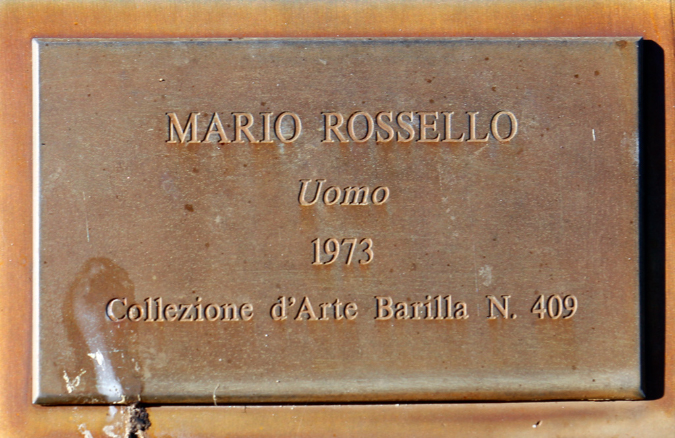 MARIO ROSSELLO
Uomo
1973
Collezione d'Arte Barilla N. 409